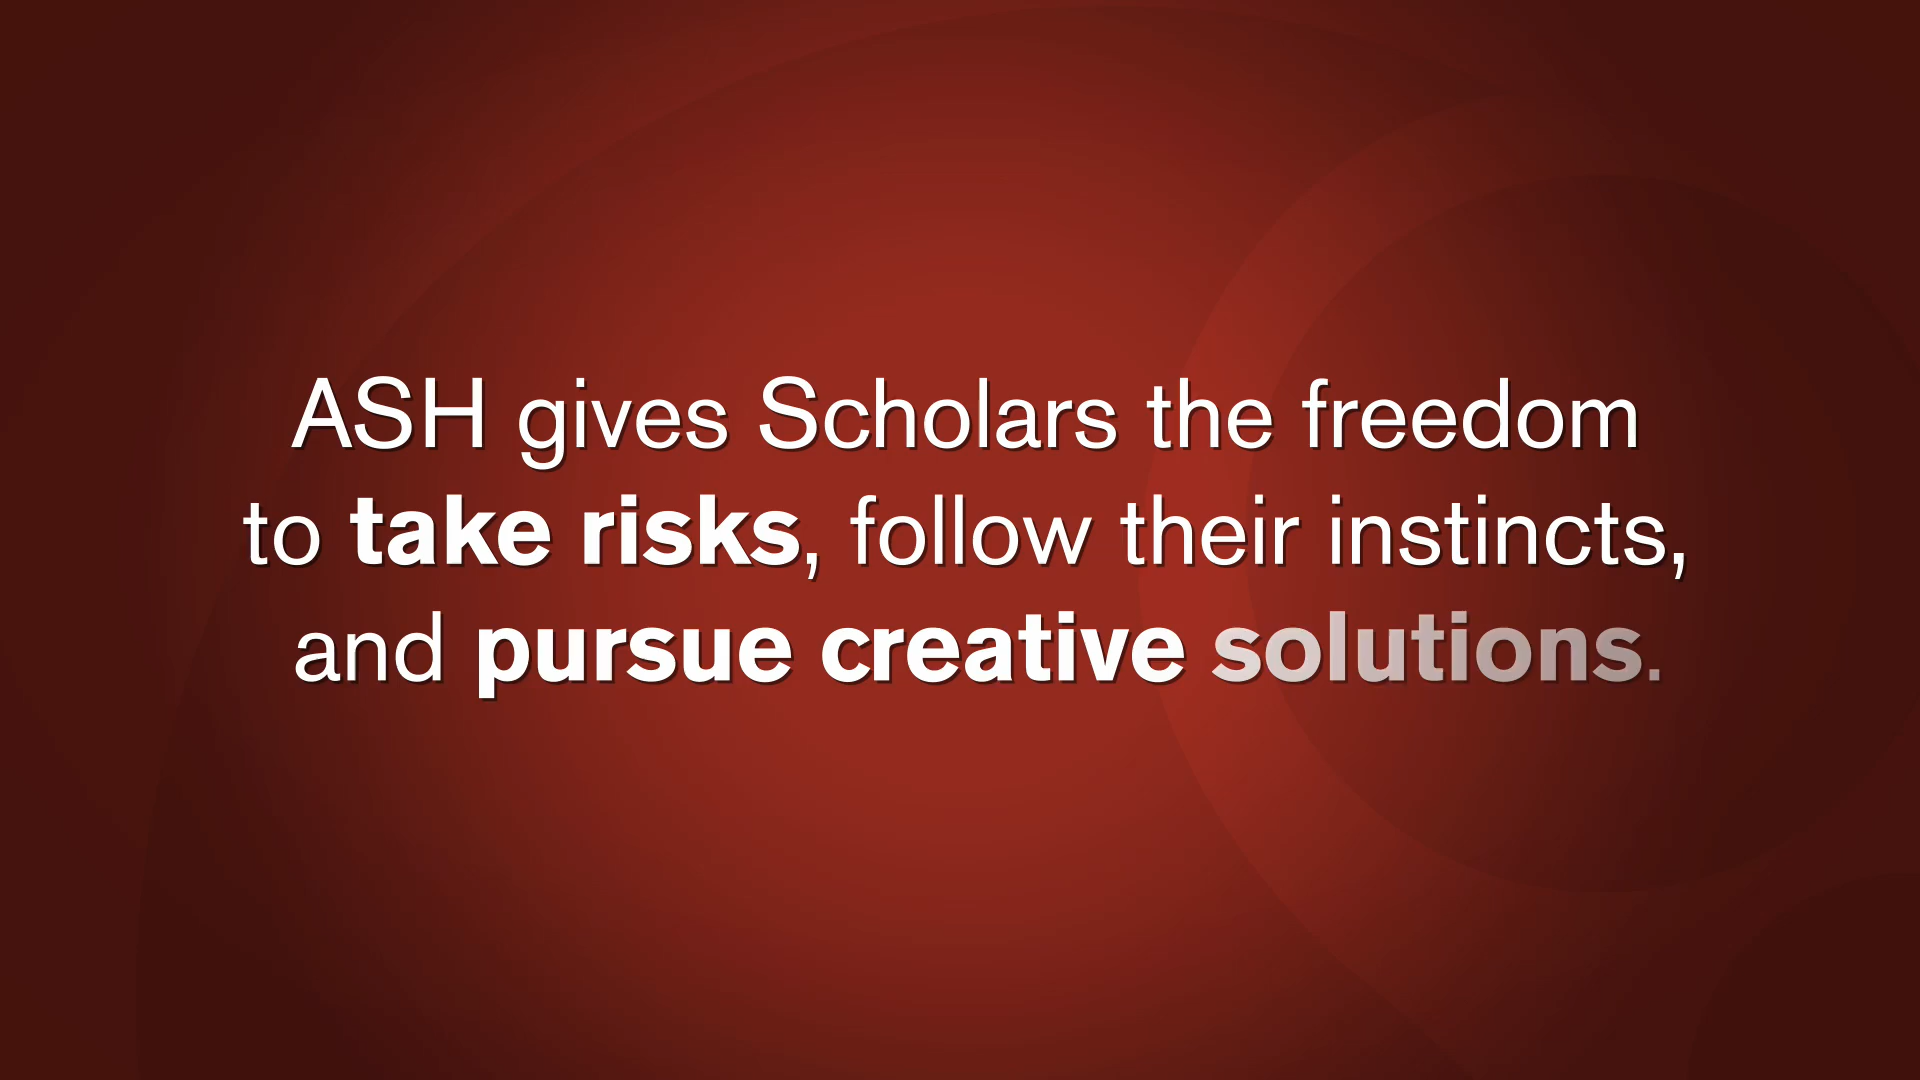 ASH gives Scholars the freedom
to take risks, follow their instincts,
and pursue creative solutions.